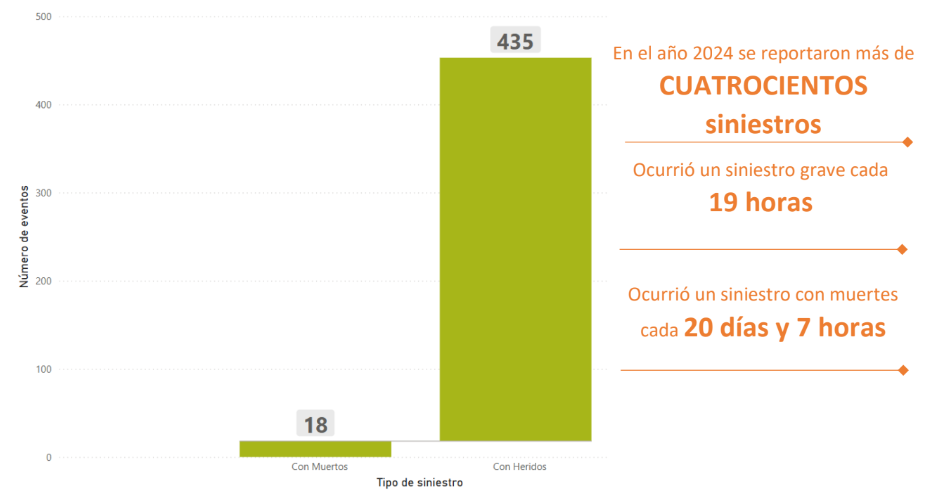 500
400
300
200
100
0
Número de eventos
435
18
Con Muertos
Con Heridos
Tipo de siniestro
En el año 2024 se reportaron más de
CUATROCIENTOS
siniestros
Ocurrió un siniestro grave cada
19 horas
Ocurrió un siniestro con muertes
cada 20 días y 7 horas